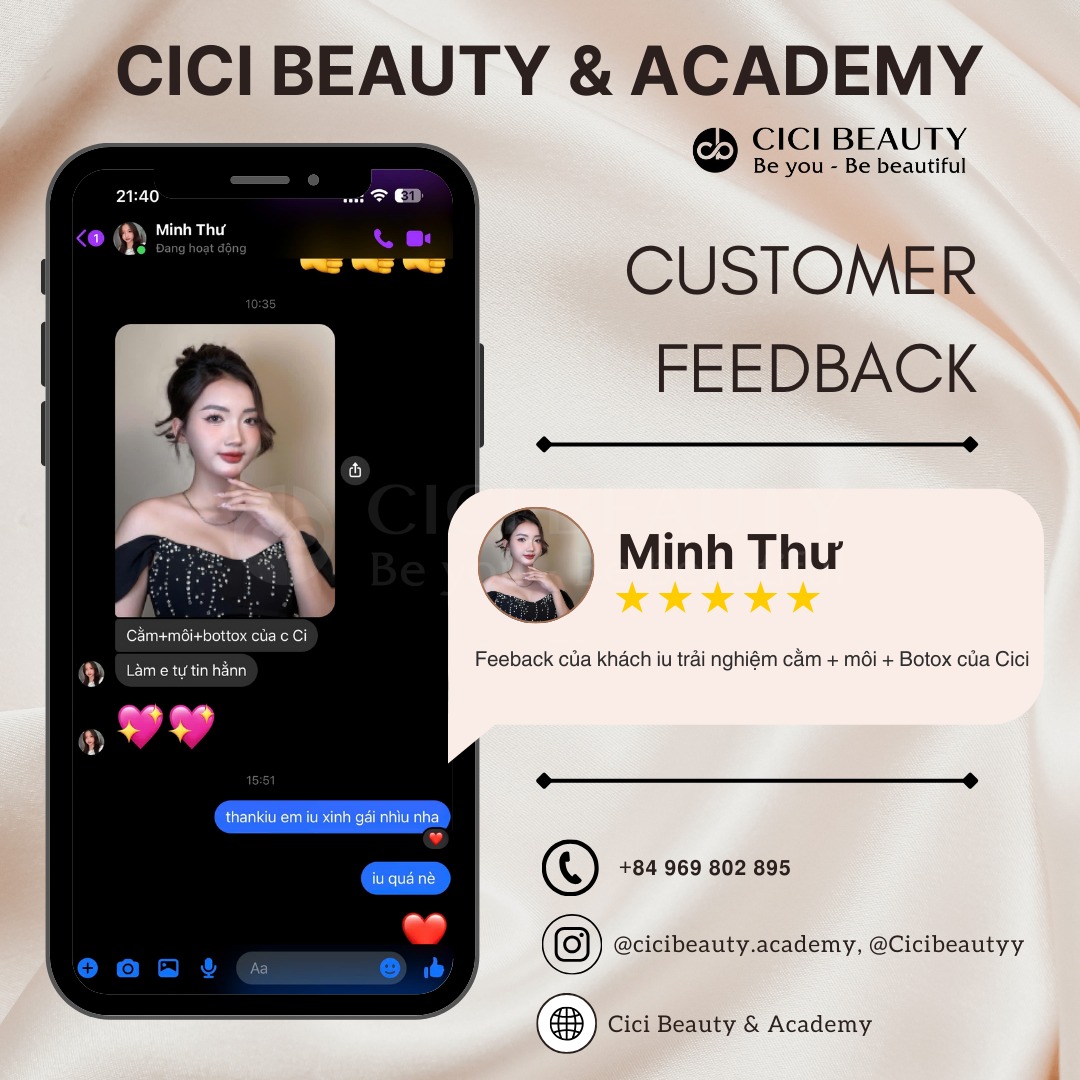 CICI BEAUTY & ACADEMY
CICI BEAUTY
Be you - Be beautiful
21:40
31
1
Minh Thư
Đang hoạt động
10:35
Cằm+môi+bottox của c Ci
Làm e tự tin hẳnn
15:51
thankiu em iu xinh gái nhìu nha
iu quá nè
Aa
CUSTOMER
FEEDBACK
Minh Thư
Feeback của khách iu trải nghiệm cằm + môi + Botox của Cici
+84 969 802 895
@cicibeauty.academy, @Cicibeautyy
Cici Beauty & Academy